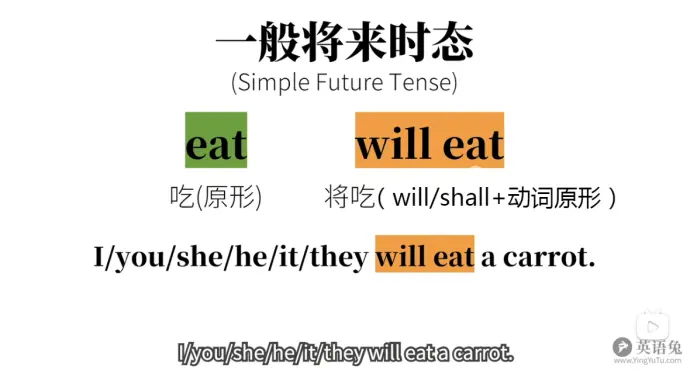 一般将来时态
(Simple Future Tense)
eat will eat
吃(原形) 将吃( will/shall+动词原形 )
I/you/she/he/it/they will eat a carrot.
I/you/she/he/it/they will eat a carrot.
英语兔
www.YingYuTu.com